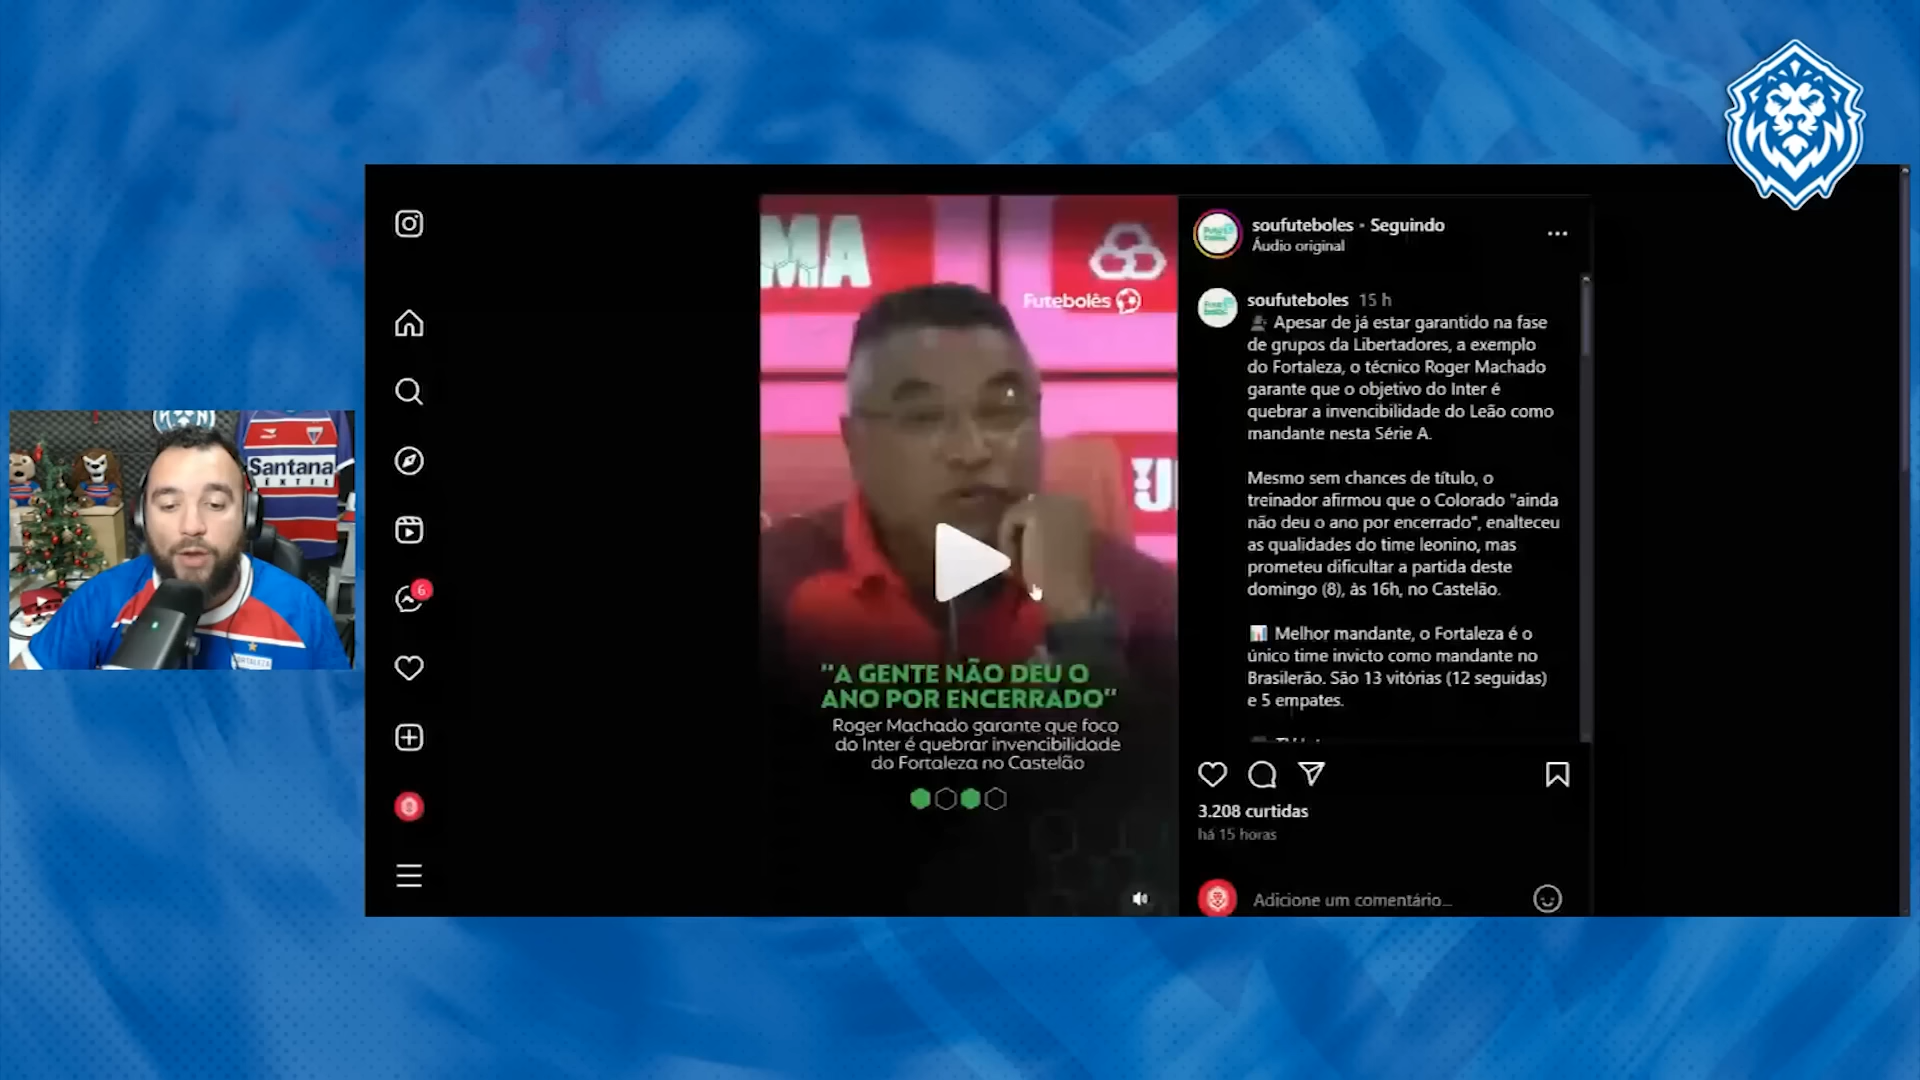 soufuteboles • Seguindo
Áudio original
soufuteboles 15 h
Apesar de já estar garantido na fase
de grupos da Libertadores, a exemplo
do Fortaleza, o técnico Roger Machado
garante que o objetivo do Inter é
quebrar a invencibilidade do Leão como
mandante nesta Série A.
Mesmo sem chances de título, o
treinador afirmou que o Colorado "ainda
não deu o ano por encerrado", enalteceu
as qualidades do time leonino, mas
prometeu dificultar a partida deste
domingo (8), às 16h, no Castelão.
Melhor mandante, o Fortaleza é o
único time invicto como mandante no
Brasileirão. São 13 vitórias (12 seguidas)
e 5 empates.
3.208 curtidas
há 15 horas
Adicione um comentário...
MA
Futebolês
"A GENTE NÃO DEU O
ANO POR ENCERRADO"
Roger Machado garante que foco
do Inter é quebrar invencibilidade
do Fortaleza no Castelão
6
Santana
TÊXTIL